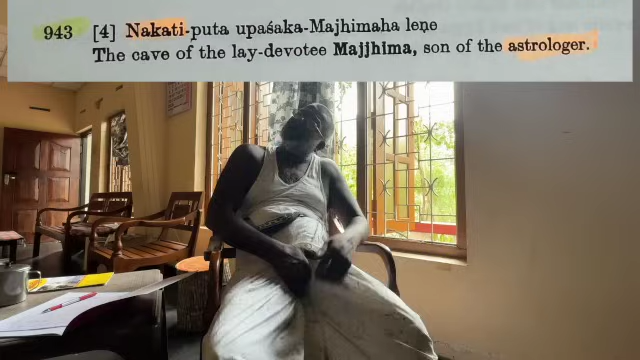 943 [4] Nakati-puta upaśaka-Majhimaha leṇe
The cave of the lay-devotee Majjhima, son of the astrologer.